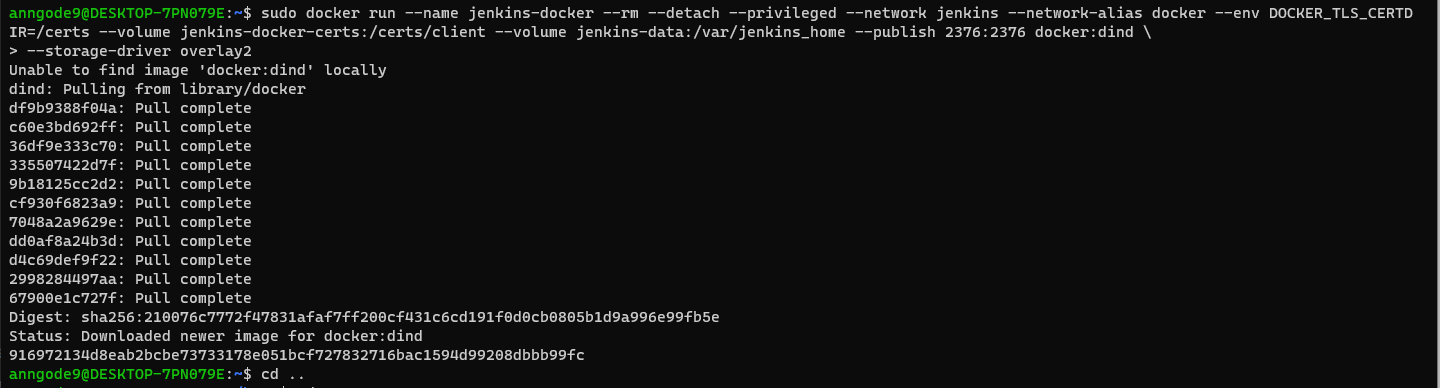 anngode9@DESKTOP-7PN079E:~$ sudo docker run --name jenkins-docker --rm --detach --privileged --network jenkins --network-alias docker --env DOCKER_TLS_CERTD
IR=/certs --volume jenkins-docker-certs:/certs/client --volume jenkins-data:/var/jenkins_home --publish 2376:2376 docker:dind \
> --storage-driver overlay2
Unable to find image 'docker:dind' locally
dind: Pulling from library/docker
df9b9388f04a: Pull complete
c60e3bd692ff: Pull complete
36df9e333c70: Pull complete
335507422d7f: Pull complete
9b18125cc2d2: Pull complete
cf930f6823a9: Pull complete
7048a2a9629e: Pull complete
dd0af8a24b3d: Pull complete
d4c69def9f22: Pull complete
2998284497aa: Pull complete
67900e1c727f: Pull complete
Digest: sha256:210076c7772f47831afaf7ff200cf431c6cd191f0d0cb0805b1d9a996e99fb5e
Status: Downloaded newer image for docker:dind
916972134d8eab2bcbe73733178e051bcf727832716bac1594d99208dbbb99fc
anngode9@DESKTOP-7PN079E:~$ cd ..